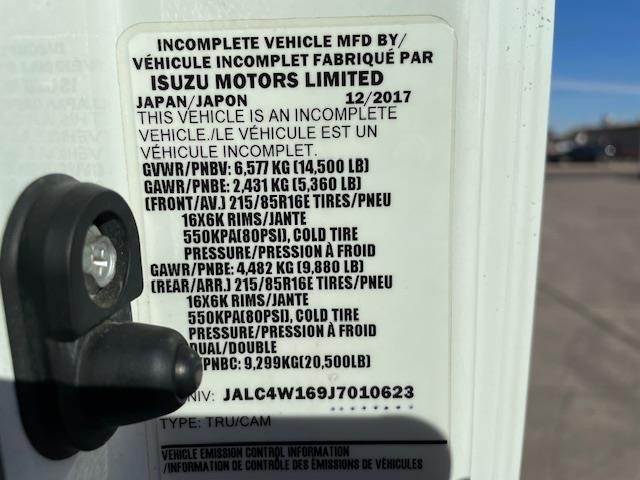 INCOMPLETE VEHICLE MFD BY/
VÉHICULE INCOMPLET FABRIQUÉ PAR
ISUZU MOTORS LIMITED
JAPAN/JAPON 12/2017
THIS VEHICLE IS AN INCOMPLETE
VEHICLE./LE VÉHICULE EST UN
VÉHICULE INCOMPLET.
GVWR/PNBV: 6,577 KG (14,500 LB)
GAWR/PNBE: 2,431 KG (5,360 LB)
(FRONT/AV.) 215/85R16E TIRES/PNEU
16X6K RIMS/JANTE
550KPA(80PSI), COLD TIRE
PRESSURE/PRESSION À FROID
GAWR/PNBE: 4,482 KG (9,880 LB)
(REAR/ARR.) 215/85R16E TIRES/PNEU
16X6K RIMS/JANTE
550KPA(80PSI), COLD TIRE
PRESSURE/PRESSION À FROID
DUAL/DOUBLE
/PNBC: 9,299KG(20,500LB)
NIV: JALC4W169J7010623
TYPE: TRU/CAM
VEHICLE EMISSION CONTROL INFORMATION
/INFORMATION DE CONTRÔLE DES ÉMISSIONS DE VÉHICULES